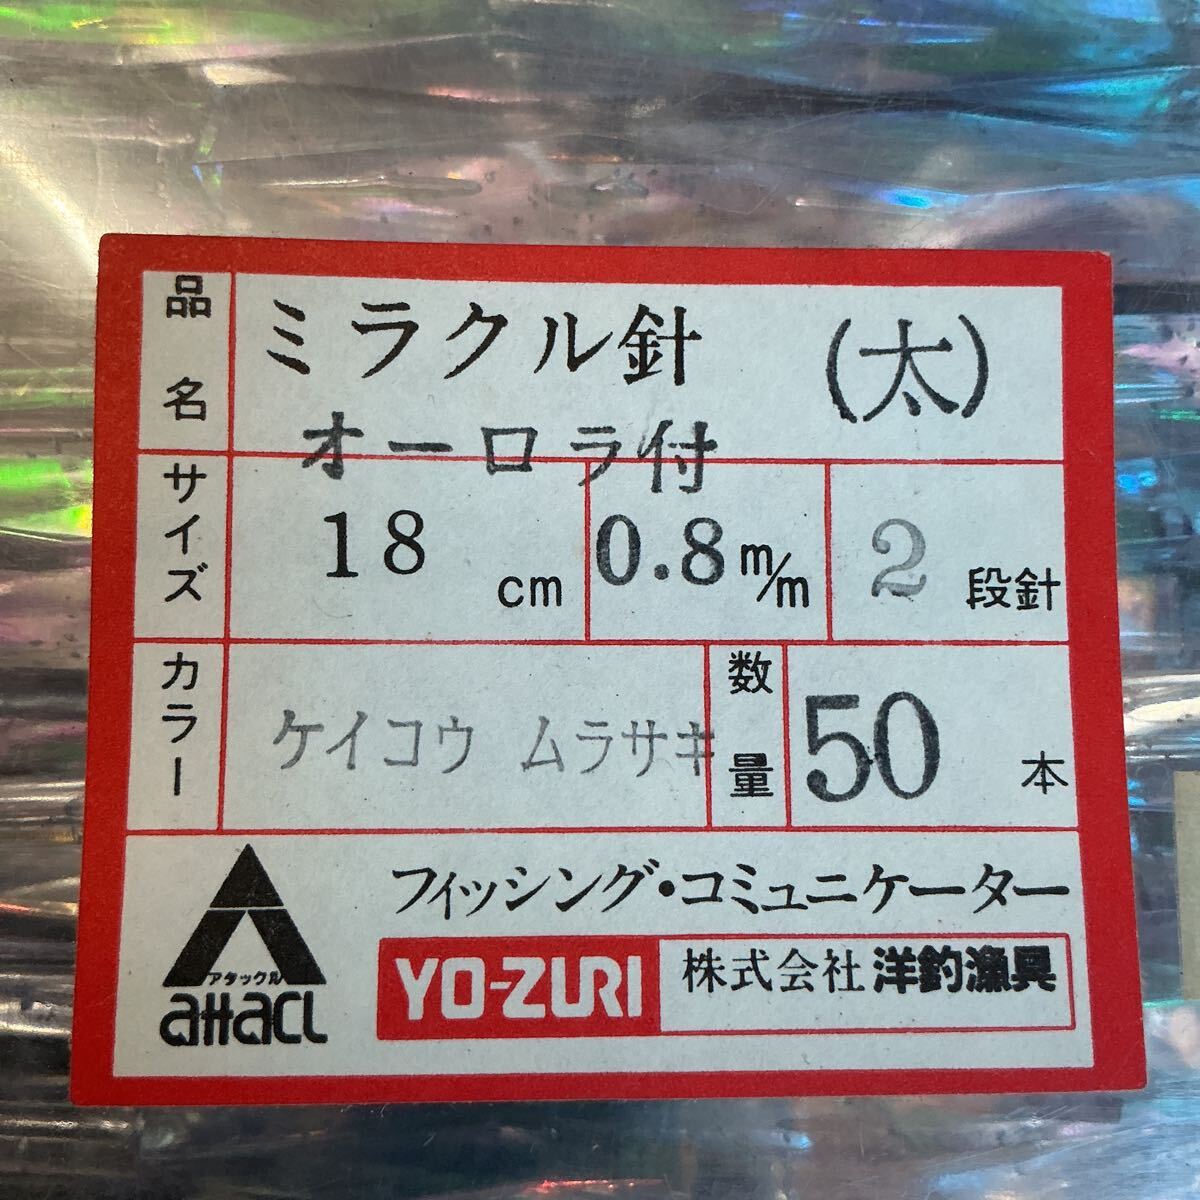 品名
ミラクル針
(太)
オーロラ付
サイズ
18 cm
0.8 m/m
2 段針
カラー
ケイコウ ムラサキ
数量
50 本
アタックル
attacl
フィッシング・コミュニケーター
YO-ZURI
株式会社 洋釣漁具